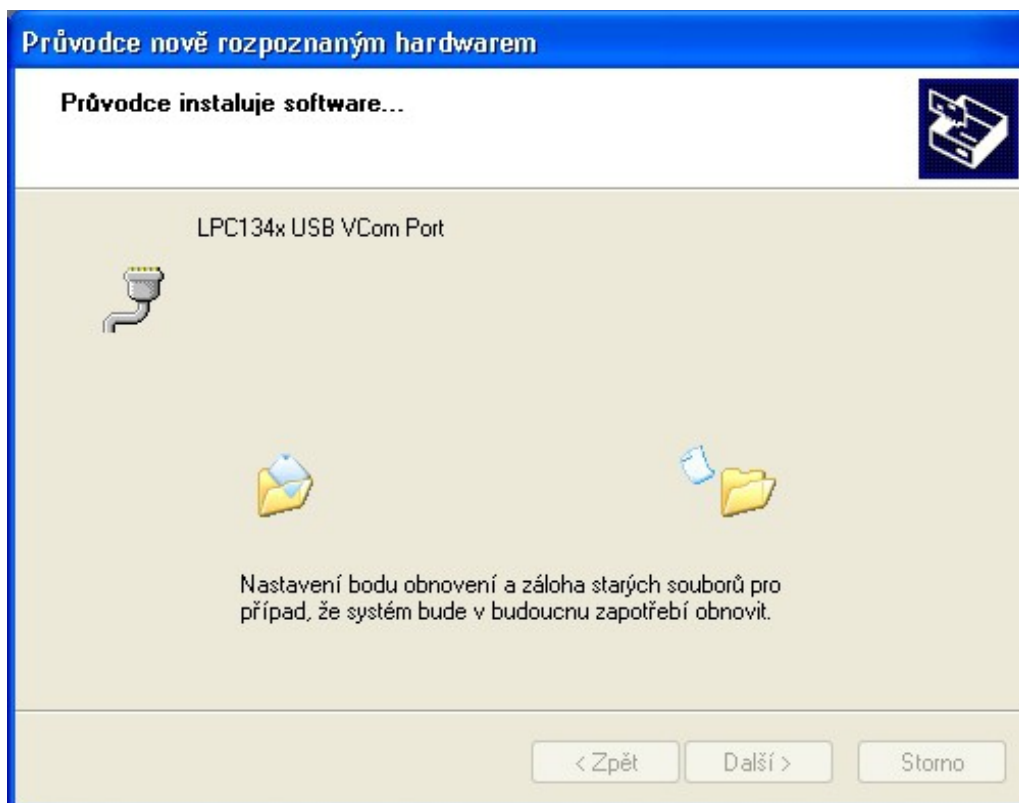 Průvodce nově rozpoznaným hardwarem
Průvodce instaluje software...
LPC134x USB VCom Port
Nastavení bodu obnovení a záloha starých souborů pro
případ, že systém bude v budoucnu zapotřebí obnovit.
< Zpět
Další >
Storno